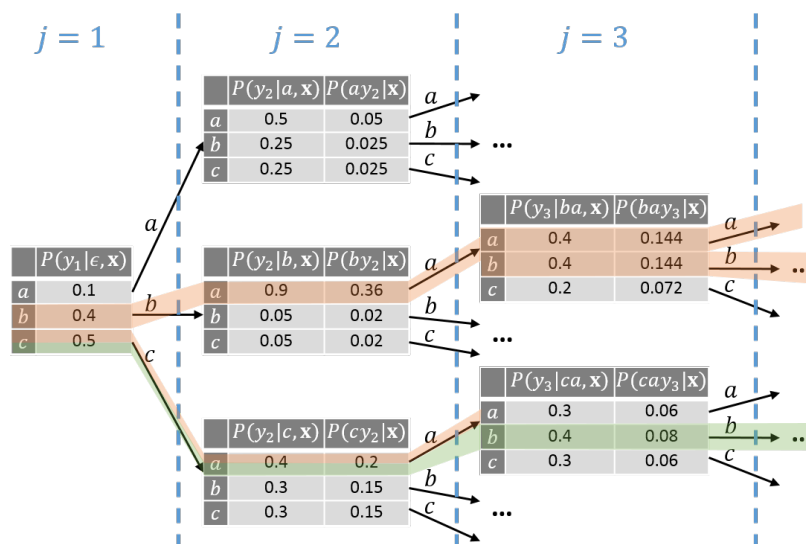 j = 1
j = 2
j = 3
P(y₂|a, x) P(ay₂|x)
a 0.5 0.05
b 0.25 0.025
c 0.25 0.025
a
b
c
...
a
P(y₁|ϵ, x)
a 0.1
b 0.4
c 0.5
b
c
P(y₂|b, x) P(by₂|x)
a 0.9 0.36
b 0.05 0.02
c 0.05 0.02
a
b
c
...
P(y₃|ba, x) P(bay₃|x)
a 0.4 0.144
b 0.4 0.144
c 0.2 0.072
a
b
c
..
P(y₂|c, x) P(cy₂|x)
a 0.4 0.2
b 0.3 0.15
c 0.3 0.15
a
b
c
...
P(y₃|ca, x) P(cay₃|x)
a 0.3 0.06
b 0.4 0.08
c 0.3 0.06
a
b
c
..